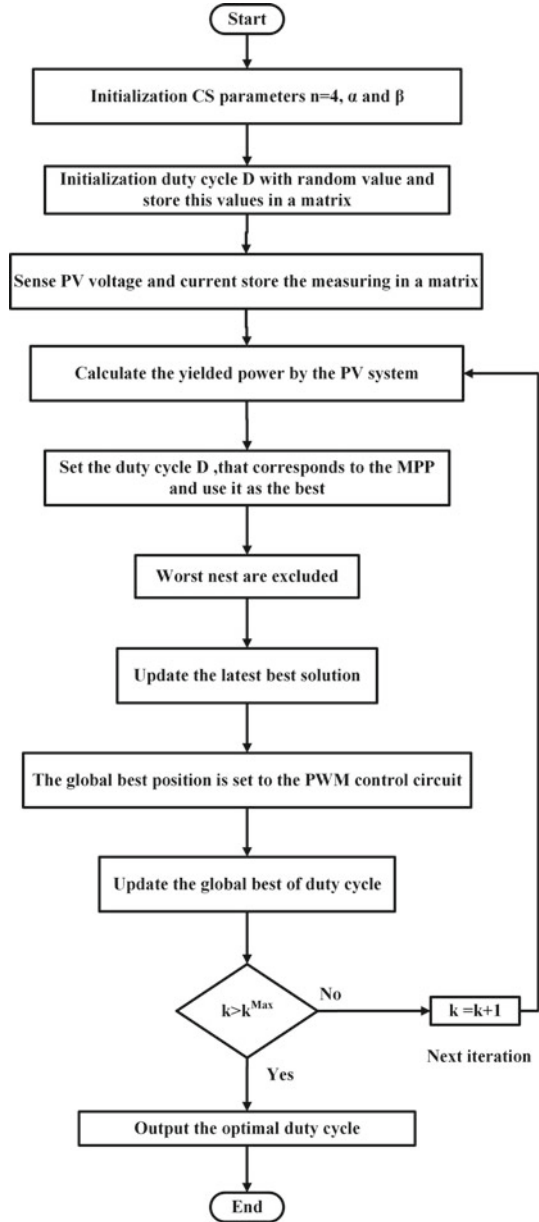 Start
Initialization CS parameters n=4, α and β
Initialization duty cycle D with random value and
store this values in a matrix
Sense PV voltage and current store the measuring in a matrix
Calculate the yielded power by the PV system
Set the duty cycle D ,that corresponds to the MPP
and use it as the best
Worst nest are excluded
Update the latest best solution
The global best position is set to the PWM control circuit
Update the global best of duty cycle
k>k^Max
No
k =k+1
Next iteration
Yes
Output the optimal duty cycle
End